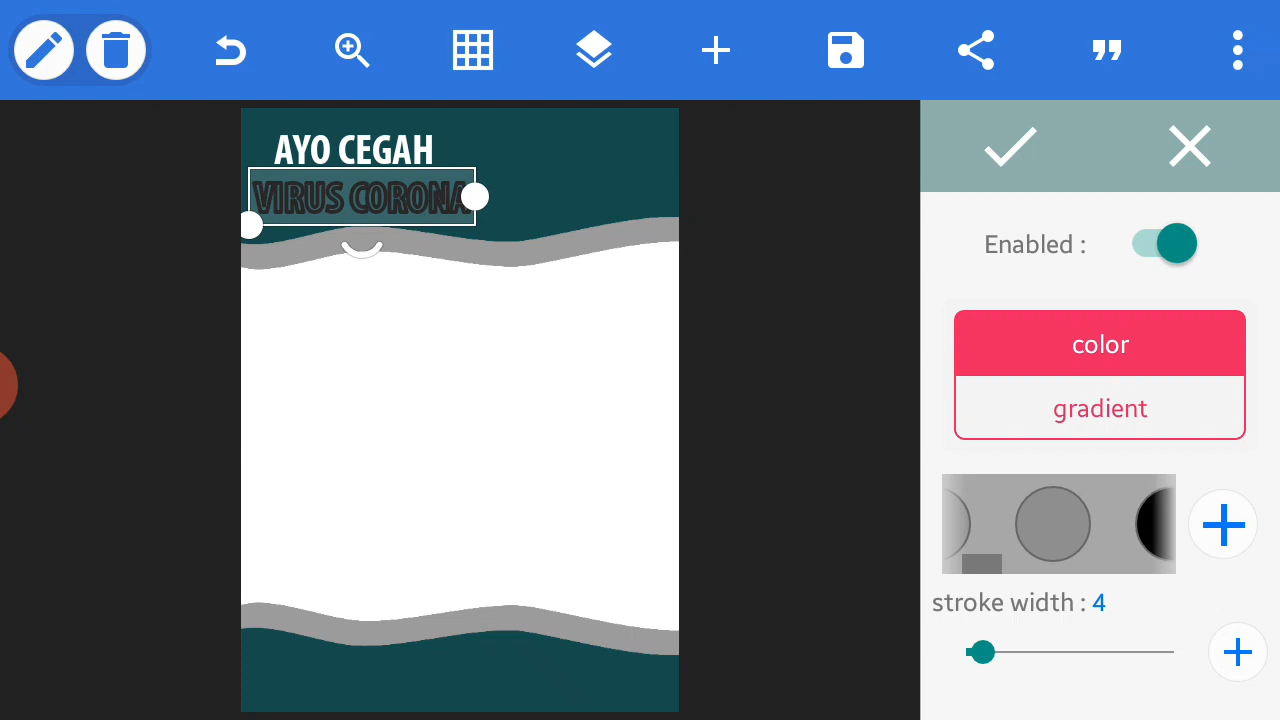 AYO CEGAH
VIRUS CORONA
Enabled :
color
gradient
stroke width : 4